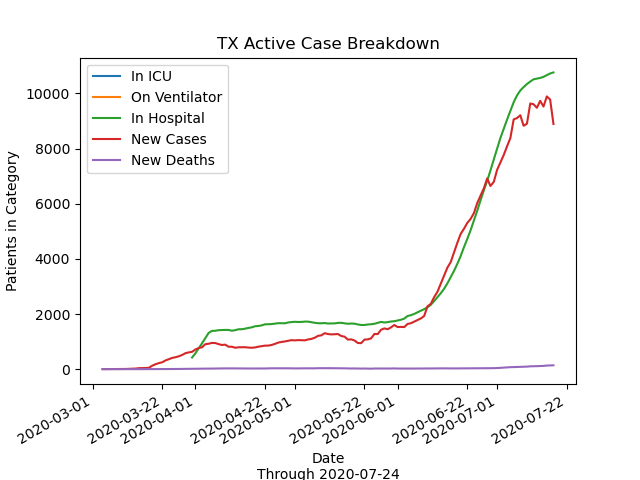 TX Active Case Breakdown
In ICU
On Ventilator
In Hospital
New Cases
New Deaths
Patients in Category
10000
8000
6000
4000
2000
0
2020-03-01
2020-03-22
2020-04-01
2020-04-22
2020-05-01
2020-05-22
2020-06-01
2020-06-22
2020-07-01
2020-07-22
Date
Through 2020-07-24